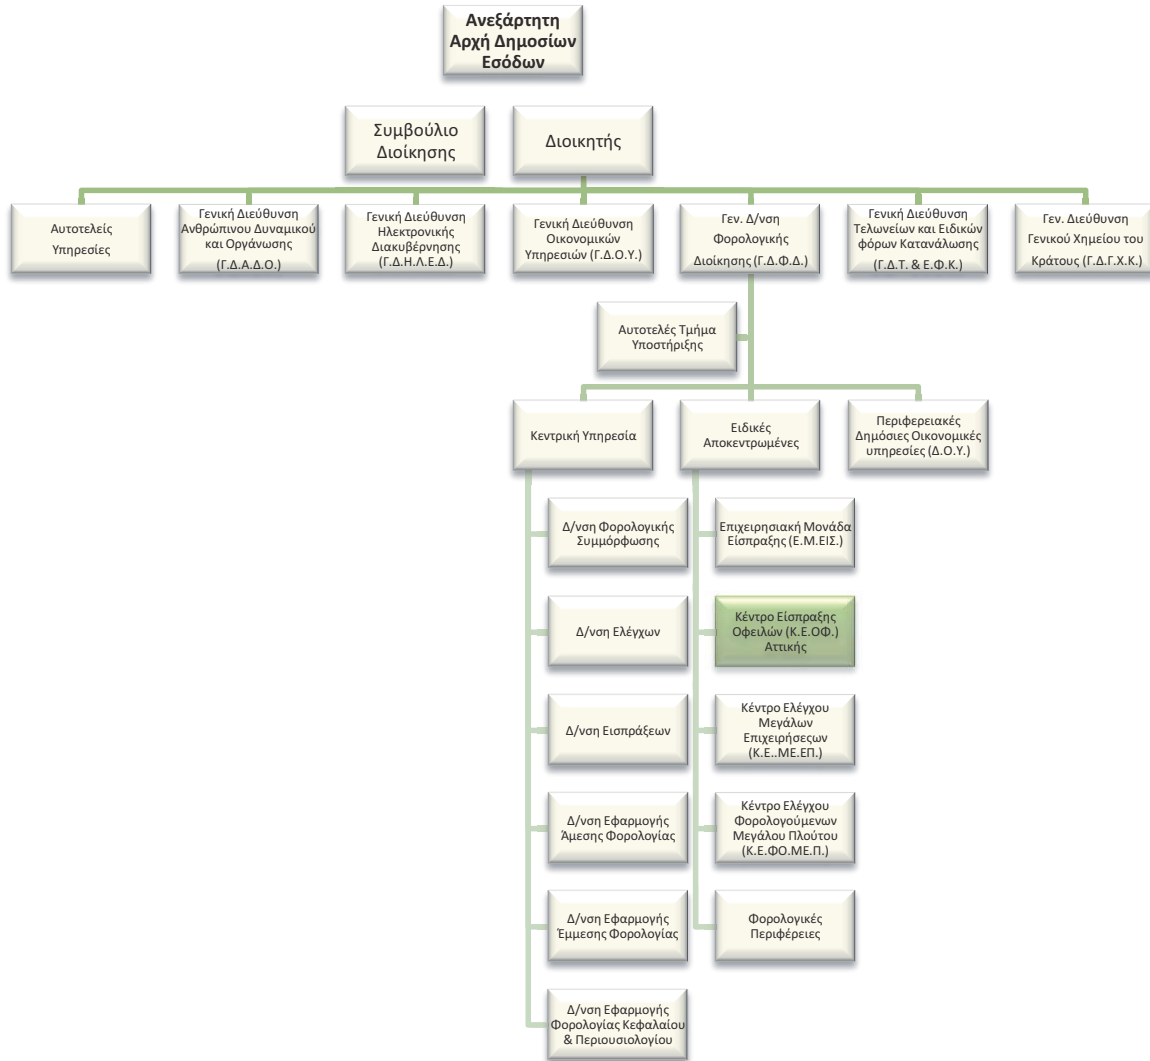 Ανεξάρτητη
Αρχή Δημοσίων
Εσόδων
Συμβούλιο
Διοίκησης
Διοικητής
Αυτοτελείς
Υπηρεσίες
Γενική Διεύθυνση
Ανθρώπινου Δυναμικού
και Οργάνωσης
(Γ.Δ.Α.Δ.Ο.)
Γενική Διεύθυνση
Ηλεκτρονικής
Διακυβέρνησης
(Γ.Δ.Η.Λ.Ε.Δ.)
Γενική Διεύθυνση
Οικονομικών
Υπηρεσιών (Γ.Δ.Ο.Υ.)
Γεν. Δ/νση
Φορολογικής
Διοίκησης (Γ.Δ.Φ.Δ.)
Γενική Διεύθυνση
Τελωνείων και Ειδικών
φόρων Κατανάλωσης
(Γ.Δ.Τ. & Ε.Φ.Κ.)
Γεν. Διεύθυνση
Γενικού Χημείου του
Κράτους (Γ.Δ.Γ.Χ.Κ.)
Αυτοτελές Τμήμα
Υποστήριξης
Κεντρική Υπηρεσία
Ειδικές
Αποκεντρωμένες
Περιφερειακές
Δημόσιες Οικονομικές
υπηρεσίες (Δ.Ο.Υ.)
Δ/νση Φορολογικής
Συμμόρφωσης
Δ/νση Ελέγχων
Δ/νση Εισπράξεων
Δ/νση Εφαρμογής
Άμεσης Φορολογίας
Δ/νση Εφαρμογής
Έμμεσης Φορολογίας
Δ/νση Εφαρμογής
Φορολογίας Κεφαλαίου
& Περιουσιολογίου
Επιχειρησιακή Μονάδα
Είσπραξης (Ε.Μ.ΕΙΣ.)
Κέντρο Είσπραξης
Οφειλών (Κ.Ε.ΟΦ.)
Αττικής
Κέντρο Ελέγχου
Μεγάλων
Επιχειρήσεςων
(Κ.Ε..ΜΕ.ΕΠ.)
Κέντρο Ελέγχου
Φορολογούμενων
Μεγάλου Πλούτου
(Κ.Ε.ΦΟ.ΜΕ.Π.)
Φορολογικές
Περιφέρειες